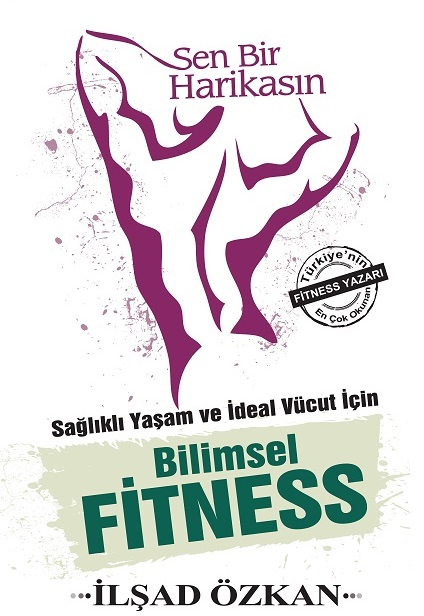 Sen Bir
Harikasın
Türkiye'nin
FİTNESS YAZARI
En Çok Okunan
Sağlıklı Yaşam ve İdeal Vücut İçin
Bilimsel
FİTNESS
İLŞAD ÖZKAN